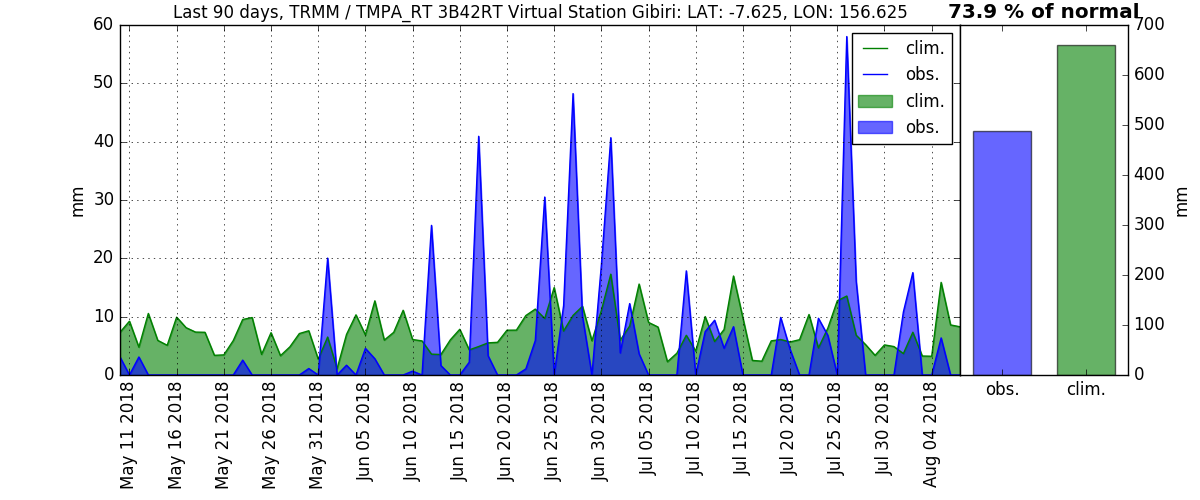 Last 90 days, TRMM / TMPA_RT 3B42RT Virtual Station Gibiri: LAT: -7.625, LON: 156.625
73.9 % of normal
60
50
40
30
20
10
0
mm
clim.
obs.
clim.
obs.
700
600
500
400
300
200
100
0
mm
obs.
clim.
May 11 2018
May 16 2018
May 21 2018
May 26 2018
May 31 2018
Jun 05 2018
Jun 10 2018
Jun 15 2018
Jun 20 2018
Jun 25 2018
Jun 30 2018
Jul 05 2018
Jul 10 2018
Jul 15 2018
Jul 20 2018
Jul 25 2018
Jul 30 2018
Aug 04 2018